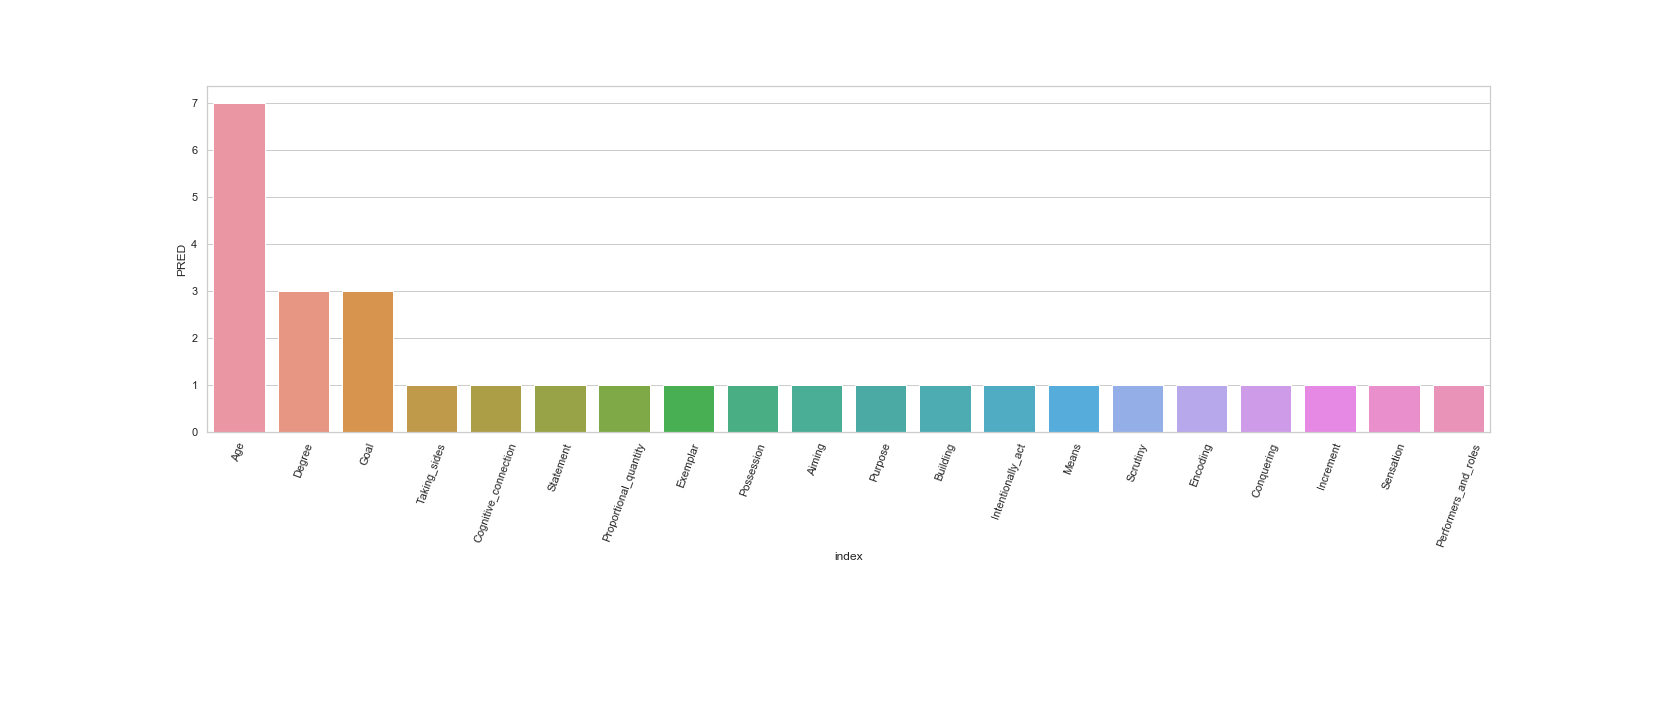 7
6
5
4
3
2
1
0
PRED
Age
Degree
Goal
Taking_sides
Cognitive_connection
Statement
Proportional_quantity
Exemplar
Possession
Aiming
Purpose
Building
Intentionally_act
Means
Scrutiny
Encoding
Conquering
Increment
Sensation
Performers_and_roles
index